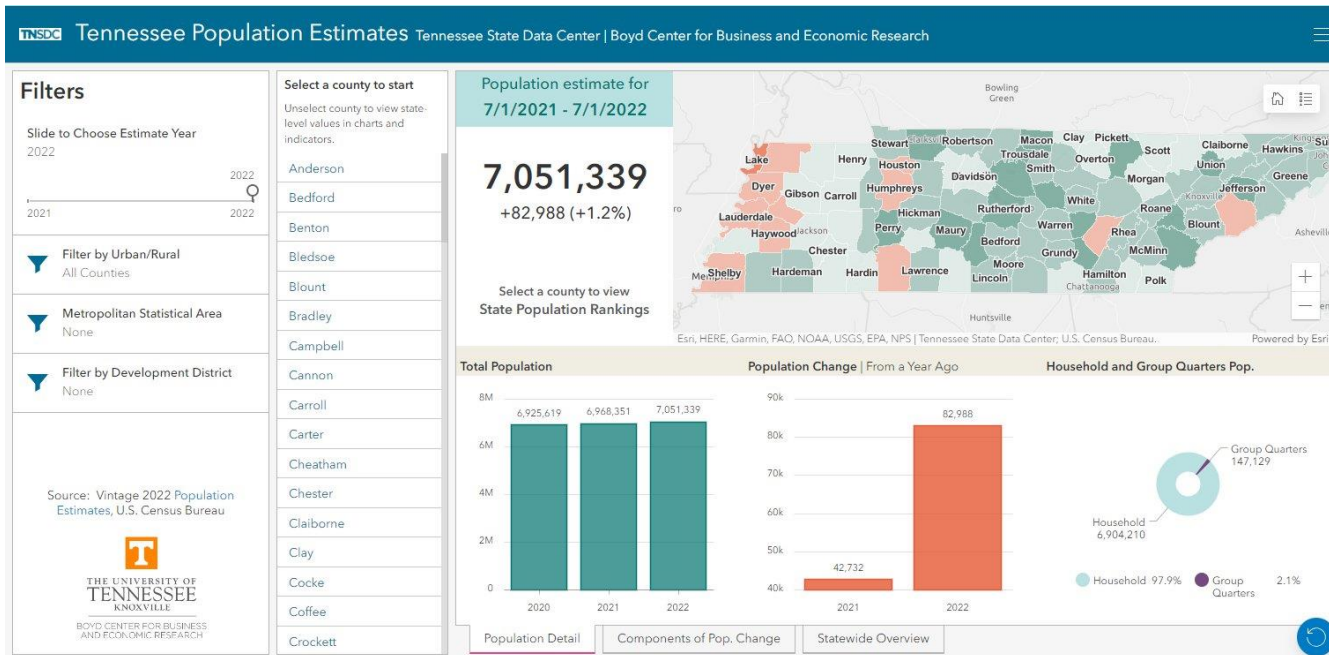 TNSDC Tennessee Population Estimates Tennessee State Data Center | Boyd Center for Business and Economic Research
Filters
Slide to Choose Estimate Year
2022
2022
2021 2022
Filter by Urban/Rural
All Counties
Metropolitan Statistical Area
None
Filter by Development District
None
Source: Vintage 2022 Population
Estimates, U.S. Census Bureau
T
THE UNIVERSITY OF
TENNESSEE
KNOXVILLE
BOYD CENTER FOR BUSINESS
AND ECONOMIC RESEARCH
Select a county to start
Unselect county to view state-
level values in charts and
indicators.
Anderson
Bedford
Benton
Bledsoe
Blount
Bradley
Campbell
Cannon
Carroll
Carter
Cheatham
Chester
Claiborne
Clay
Cocke
Coffee
Crockett
Population estimate for
7/1/2021 - 7/1/2022
7,051,339
+82,988 (+1.2%)
Select a county to view
State Population Rankings
Bowling
Green
Stewart Robertson Macon Clay Pickett Scott Claiborne Hawkins
Lake Henry Houston Trousdale Smith Overton Union Greene
Dyer Gibson Carroll Humphreys Davidson Morgan Jefferson
Lauderdale Hickman Rutherford White Roane Knoxville
Haywood Jackson Perry Maury Warren Rhea Blount Asheville
Chester Bedford Grundy McMinn
Shelby Hardeman Hardin Lawrence Moore Lincoln Hamilton Polk
Chattanooga
Huntsville
Esri, HERE, Garmin, FAO, NOAA, USGS, EPA, NPS | Tennessee State Data Center; U.S. Census Bureau. Powered by Esri
Total Population
8M
6M
4M
2M
0
6,925,619 6,968,351 7,051,339
2020 2021 2022
Population Change | From a Year Ago
90k
80k
70k
60k
50k
40k
82,988
42,732
2021 2022
Household and Group Quarters Pop.
Group Quarters
147,129
Household
6,904,210
Household 97.9% Group Quarters 2.1%
Population Detail Components of Pop. Change Statewide Overview